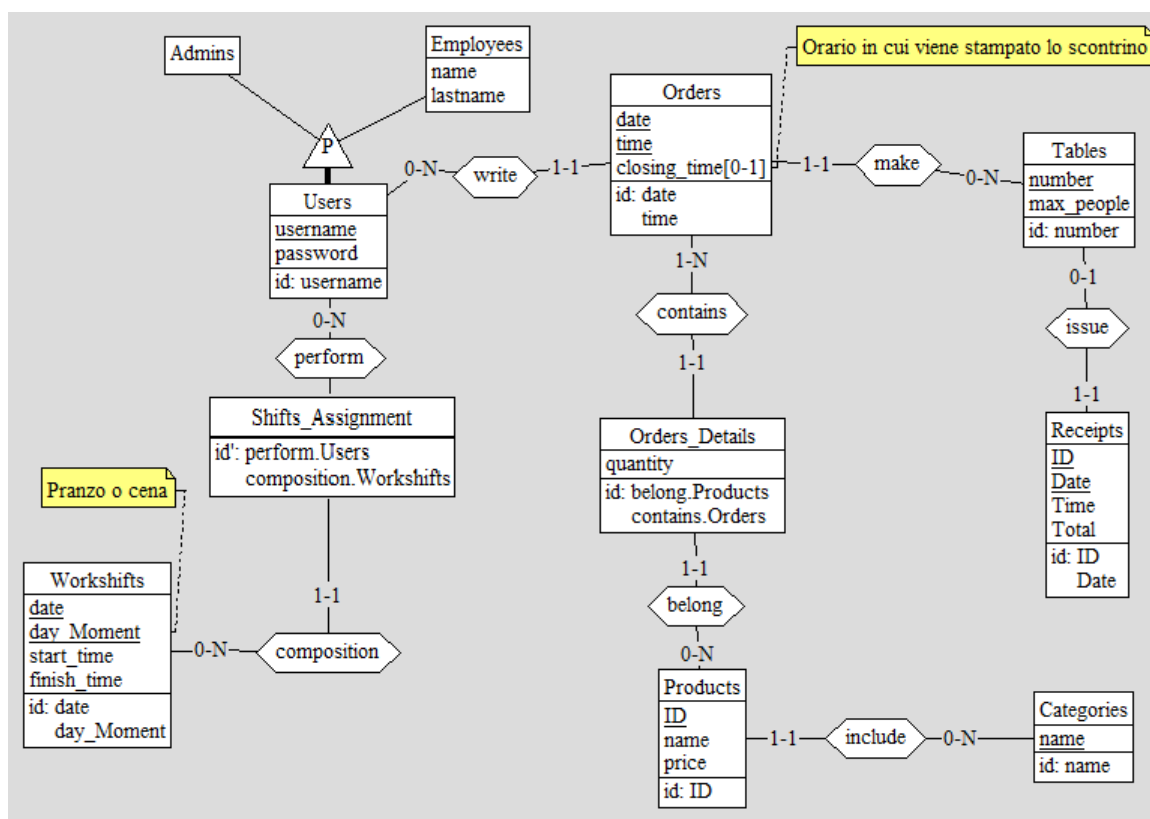 Admins
Employees
name
lastname
Orario in cui viene stampato lo scontrino
P
Orders
date
time
closing_time[0-1]
id: date
time
0-N
write
1-1
1-1
make
0-N
Tables
number
max_people
id: number
Users
username
password
id: username
0-N
perform
1-N
contains
1-1
0-1
issue
1-1
Shifts_Assignment
id': perform.Users
composition.Workshifts
Orders_Details
quantity
id: belong.Products
contains.Orders
Receipts
ID
Date
Time
Total
id: ID
Date
Pranzo o cena
Workshifts
date
day_Moment
start_time
finish_time
id: date
day_Moment
0-N
composition
1-1
1-1
belong
0-N
Products
ID
name
price
id: ID
1-1
include
0-N
Categories
name
id: name